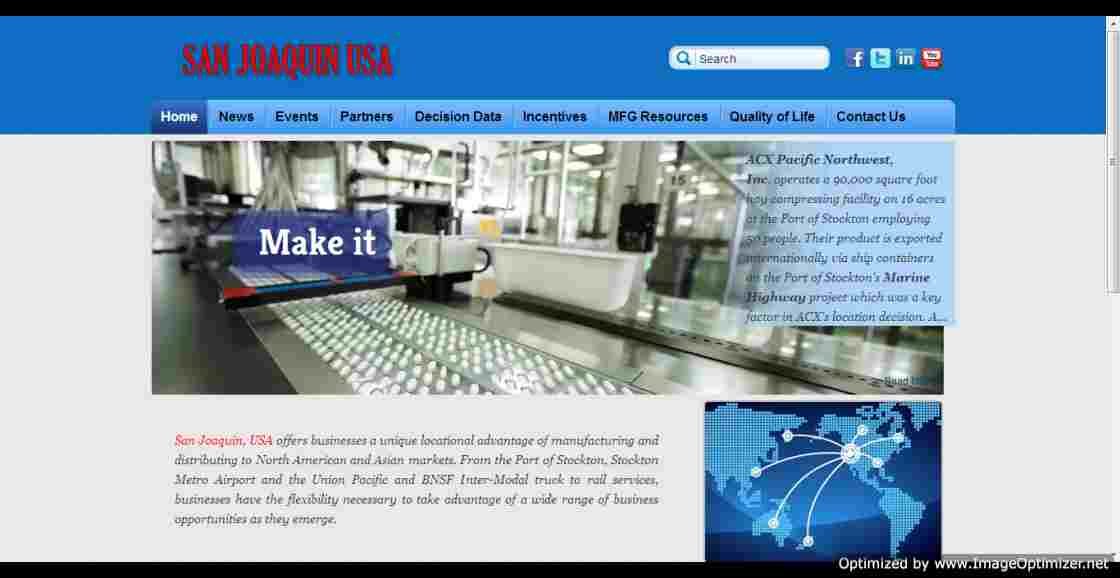 SAN JOAQUIN USA
Search
You
Tube
Home News Events Partners Decision Data Incentives MFG Resources Quality of Life Contact Us
Make it
ACX Pacific Northwest,
Inc. operates a 90,000 square foot
hay-compressing facility on 16 acres
at the Port of Stockton employing
50 people. Their product is exported
internationally via ship containers
on the Port of Stockton's Marine
Highway project which was a key
factor in ACX's location decision. A...
San Joaquin, USA offers businesses a unique locational advantage of manufacturing and
distributing to North American and Asian markets. From the Port of Stockton, Stockton
Metro Airport and the Union Pacific and BNSF Inter-Modal truck to rail services,
businesses have the flexibility necessary to take advantage of a wide range of business
opportunities as they emerge.
Optimized by www.ImageOptimizer.net